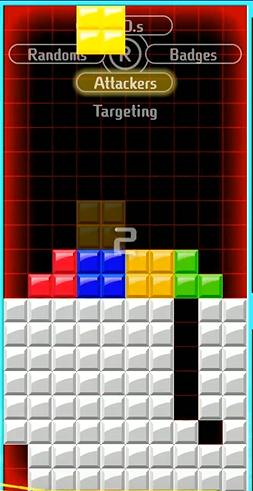 O.s
Randoms
R
Badges
Attackers
Targeting
2